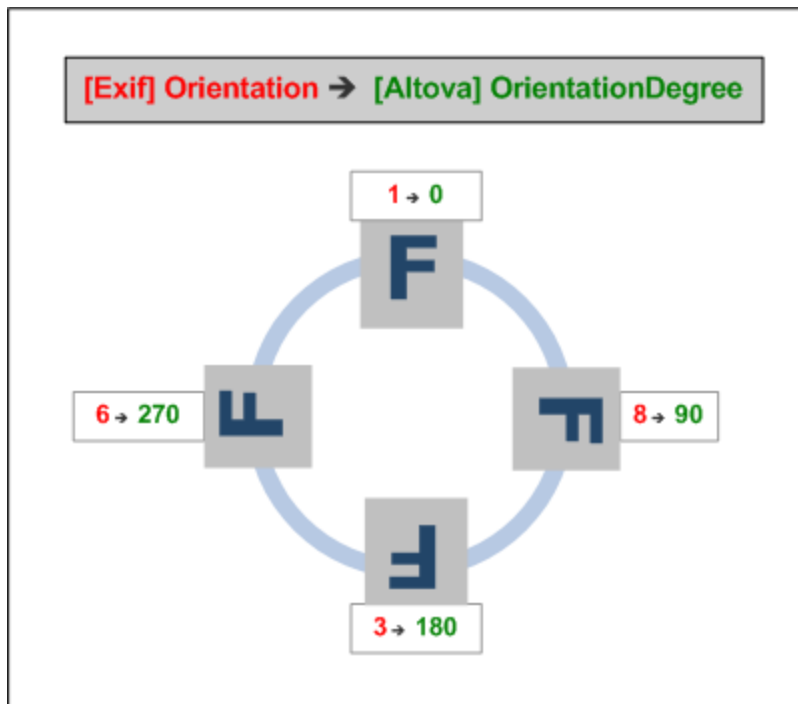 [Exif] Orientation ➔ [Altova] OrientationDegree
1 → 0
F
6 → 270
F
F
8 → 90
F
3 → 180